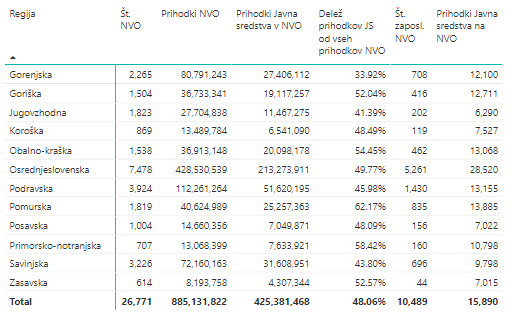 Regija Št. NVO Prihodki NVO Prihodki Javna sredstva v NVO Delež prihodkov JS od vseh prihodkov NVO Št. zaposl. NVO Prihodki Javna sredstva na NVO
Gorenjska 2,265 80,791,243 27,406,112 33.92% 708 12,100
Goriška 1,504 36,733,341 19,117,257 52.04% 416 12,711
Jugovzhodna 1,823 27,704,838 11,467,275 41.39% 202 6,290
Koroška 869 13,489,784 6,541,090 48.49% 119 7,527
Obalno-kraška 1,538 36,913,148 20,098,178 54.45% 462 13,068
Osrednjeslovenska 7,478 428,530,539 213,273,911 49.77% 5,261 28,520
Podravska 3,924 112,261,264 51,620,195 45.98% 1,430 13,155
Pomurska 1,819 40,624,989 25,257,363 62.17% 835 13,885
Posavska 1,004 14,660,356 7,049,871 48.09% 156 7,022
Primorsko-notranjska 707 13,068,399 7,633,921 58.42% 160 10,798
Savinjska 3,226 72,160,163 31,608,951 43.80% 696 9,798
Zasavska 614 8,193,758 4,307,344 52.57% 44 7,015
Total 26,771 885,131,822 425,381,468 48.06% 10,489 15,890